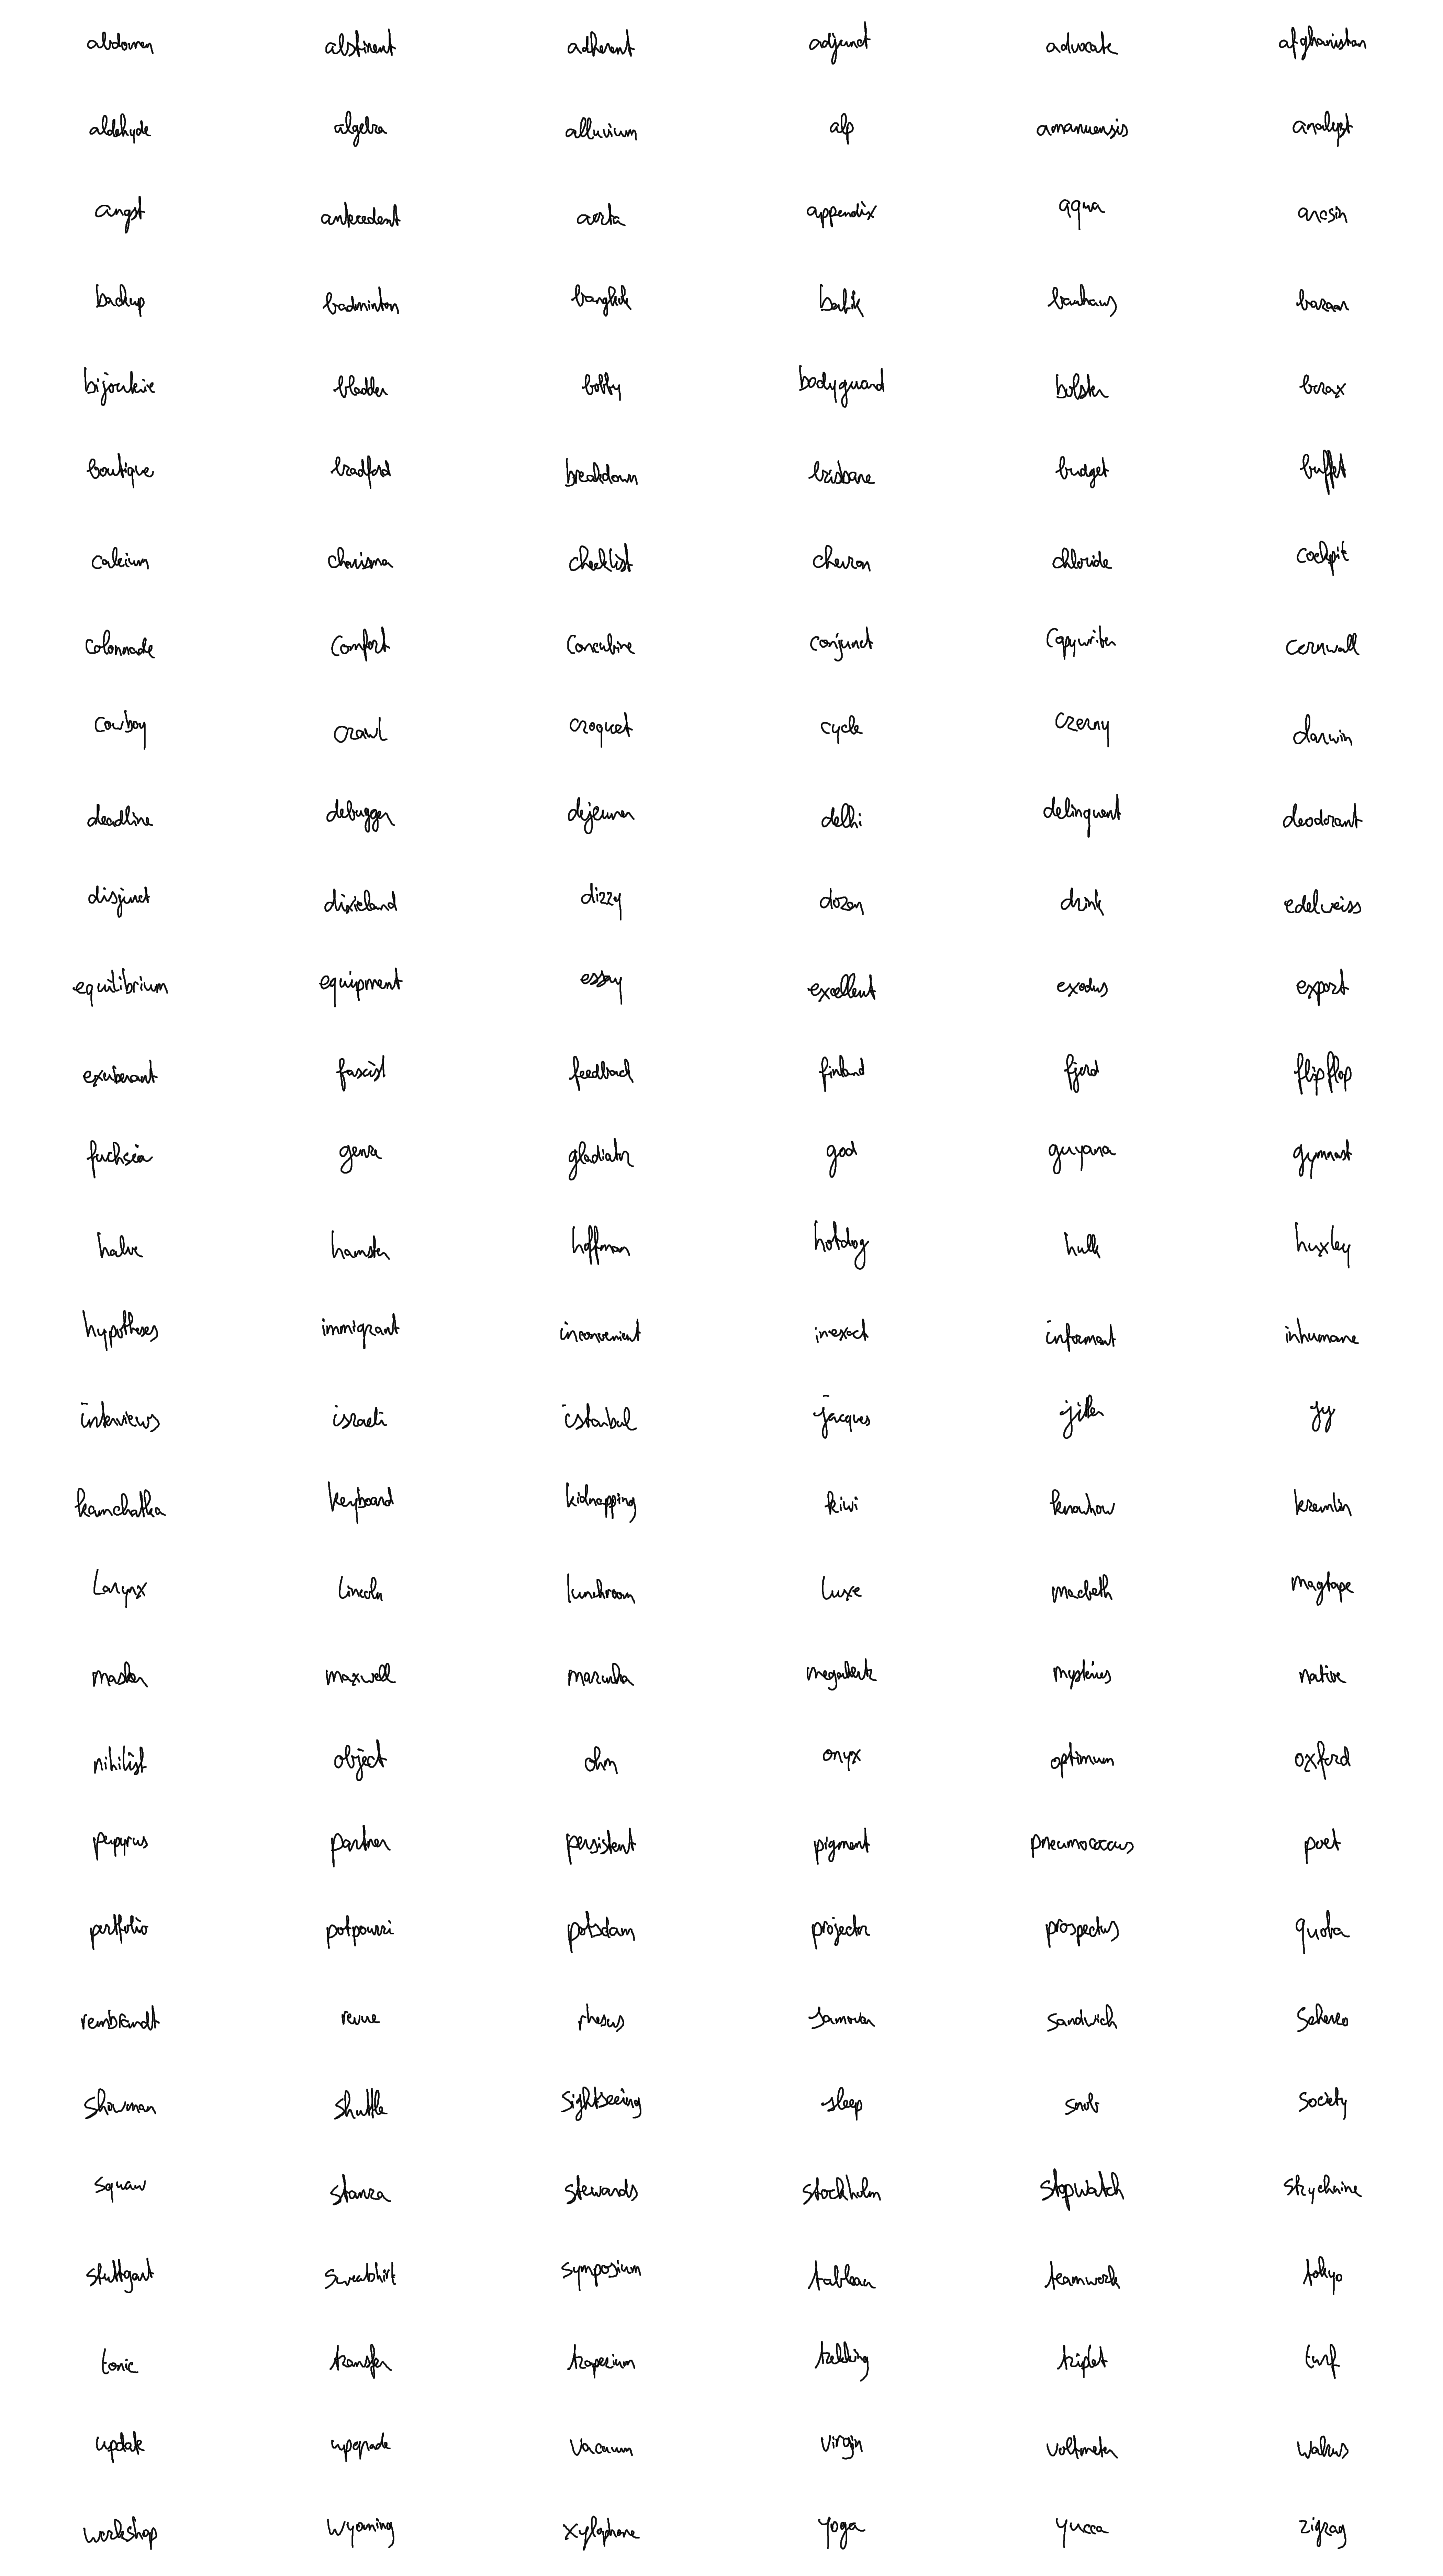 abdomen abstinent adherent adjunct advocate afghanistan
aldehyde algebra alluvium alp amanuensis analyst
angst antecedent aorta appendix aqua arcsin
backup badminton bangkok batik bauhaus bazaar
bijouterie bladder bobby bodyguard bolster borax
boutique bradford breakdown brisbane budget buffet
calcium charisma checklist chevron chloride cockpit
colonnade comfort concubine conjunct copywriter cornwall
cowboy crawl croquet cycle czerny darwin
deadline debugger dejeuner delhi delinquent deodorant
disjunct dixieland dizzy dozen drink edelweiss
equilibrium equipment essay excellent exodus export
exuberant fascist feedback finland fjord flipflop
fuchsia genra gladiator god guyana gymnast
halve hamster hoffman hotdog hulk huxley
hypotheses immigrant inconvenient inexact informant inhumane
interviews israeli istanbul jacques jitter jy
kamchatka keyboard kidnapping kiwi knowhow kremlin
larynx lincoln lunchroom luxe macbeth magtape
masker maxwell mazurka megahertz mysteries native
nihilist object ohm onyx optimum oxford
papyrus partner persistent pigment pneumococcus poet
portfolio potpourri potsdam projector prospectus quota
rembrandt revue rhesus samovar sandwich scherzo
showman shuttle sightseeing sleep snob society
squaw stanza stewards stockholm stopwatch strychnine
stuttgart sweatshirt symposium tableau teamwork tokyo
tonic transfer trapezium trekking triplet turf
update upgrade vacuum virgin voltmeter walrus
workshop wyoming xylophone yoga yucca zigzag